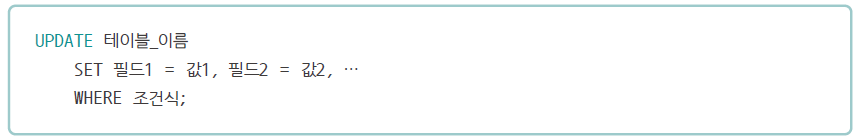 UPDATE 테이블_이름
SET 필드1 = 값1, 필드2 = 값2, …
WHERE 조건식;